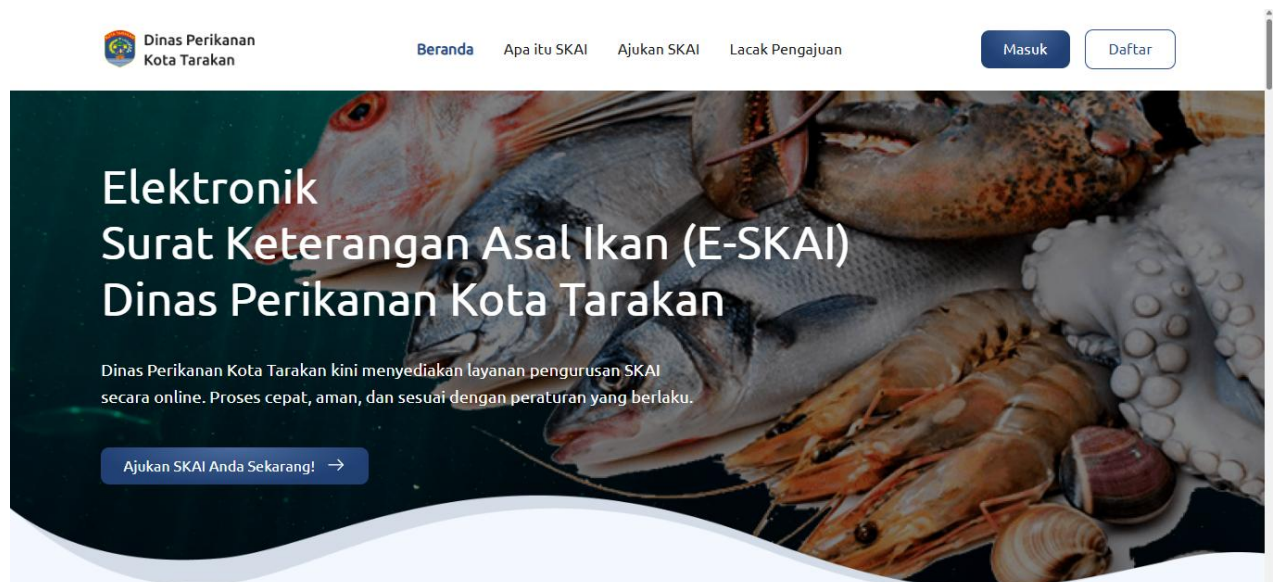 Dinas Perikanan
Kota Tarakan
Beranda
Apa itu SKAI
Ajukan SKAI
Lacak Pengajuan
Masuk
Daftar
Elektronik
Surat Keterangan Asal Ikan (E-SKAI)
Dinas Perikanan Kota Tarakan
Dinas Perikanan Kota Tarakan kini menyediakan layanan pengurusan SKAI
secara online. Proses cepat, aman, dan sesuai dengan peraturan yang berlaku.
Ajukan SKAI Anda Sekarang! →